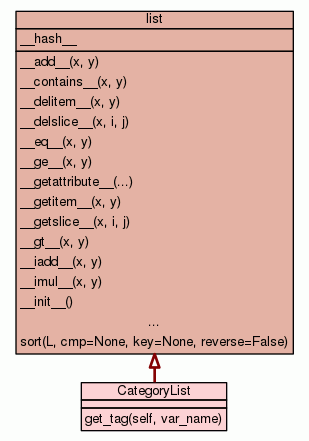 list
__hash__
__add__(x, y)
__contains__(x, y)
__delitem__(x, y)
__delslice__(x, i, j)
__eq__(x, y)
__ge__(x, y)
__getattribute__(...)
__getitem__(x, y)
__getslice__(x, i, j)
__gt__(x, y)
__iadd__(x, y)
__imul__(x, y)
__init__()
...
sort(L, cmp=None, key=None, reverse=False)
CategoryList
get_tag(self, var_name)